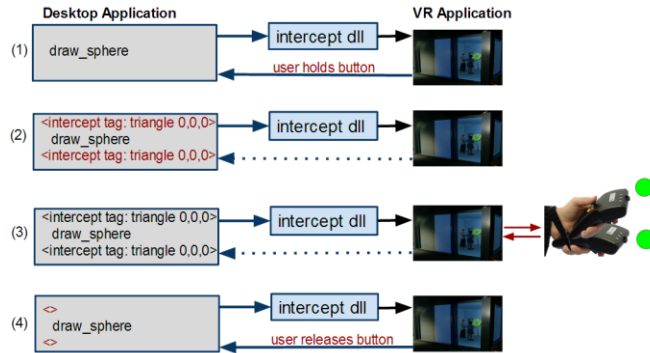 Desktop Application
VR Application
(1)
draw_sphere
intercept dll
user holds button
(2)
<intercept tag: triangle 0,0,0>
draw_sphere
<intercept tag: triangle 0,0,0>
intercept dll
(3)
<intercept tag: triangle 0,0,0>
draw_sphere
<intercept tag: triangle 0,0,0>
intercept dll
(4)
<>
draw_sphere
<>
intercept dll
user releases button